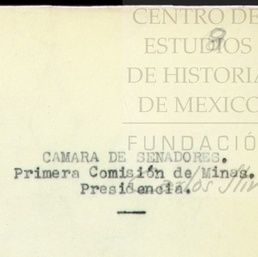 CENTRO DE
ESTUDIOS
DE HISTORIA
DE MEXICO
FUNDACIÓ
CAMARA DE SENADORES.
Primera Comisión de Minas.
Presidencia.